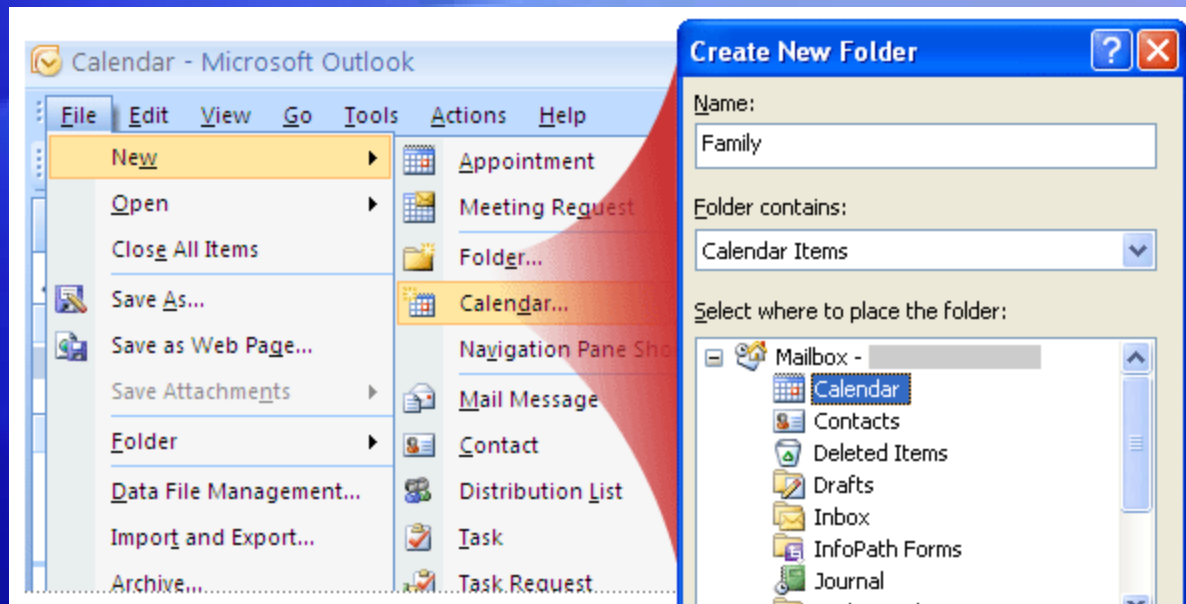 Calendar - Microsoft Outlook
File Edit View Go Tools Actions Help
New
Open
Close All Items
Save As...
Save as Web Page...
Save Attachments
Folder
Data File Management...
Import and Export...
Archive...
Appointment
Meeting Request
Folder...
Calendar...
Navigation Pane Sho
Mail Message
Contact
Distribution List
Task
Task Request
Create New Folder
Name:
Family
Folder contains:
Calendar Items
Select where to place the folder:
Mailbox -
Calendar
Contacts
Deleted Items
Drafts
Inbox
InfoPath Forms
Journal